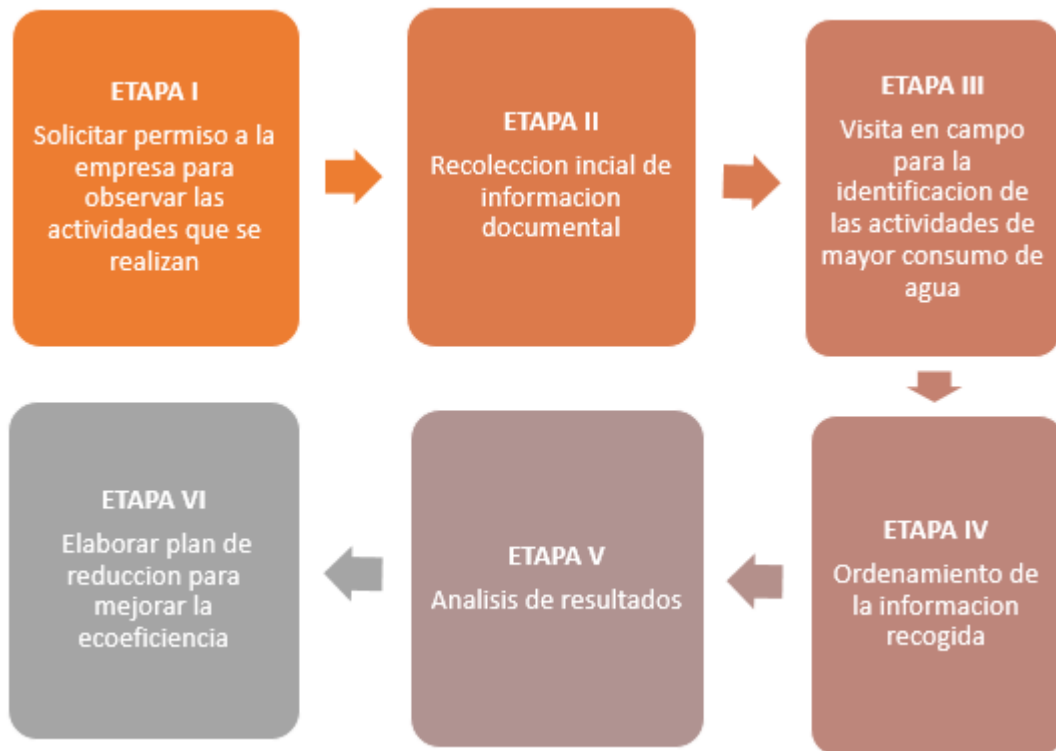 ETAPA I
Solicitar permiso a la
empresa para
observar las
actividades que se
realizan
ETAPA II
Recoleccion incial de
informacion
documental
ETAPA III
Visita en campo
para la
identificacion de
las actividades de
mayor consumo de
agua
ETAPA IV
Ordenamiento de
la informacion
recogida
ETAPA V
Analisis de resultados
ETAPA VI
Elaborar plan de
reduccion para
mejorar la
ecoeficiencia